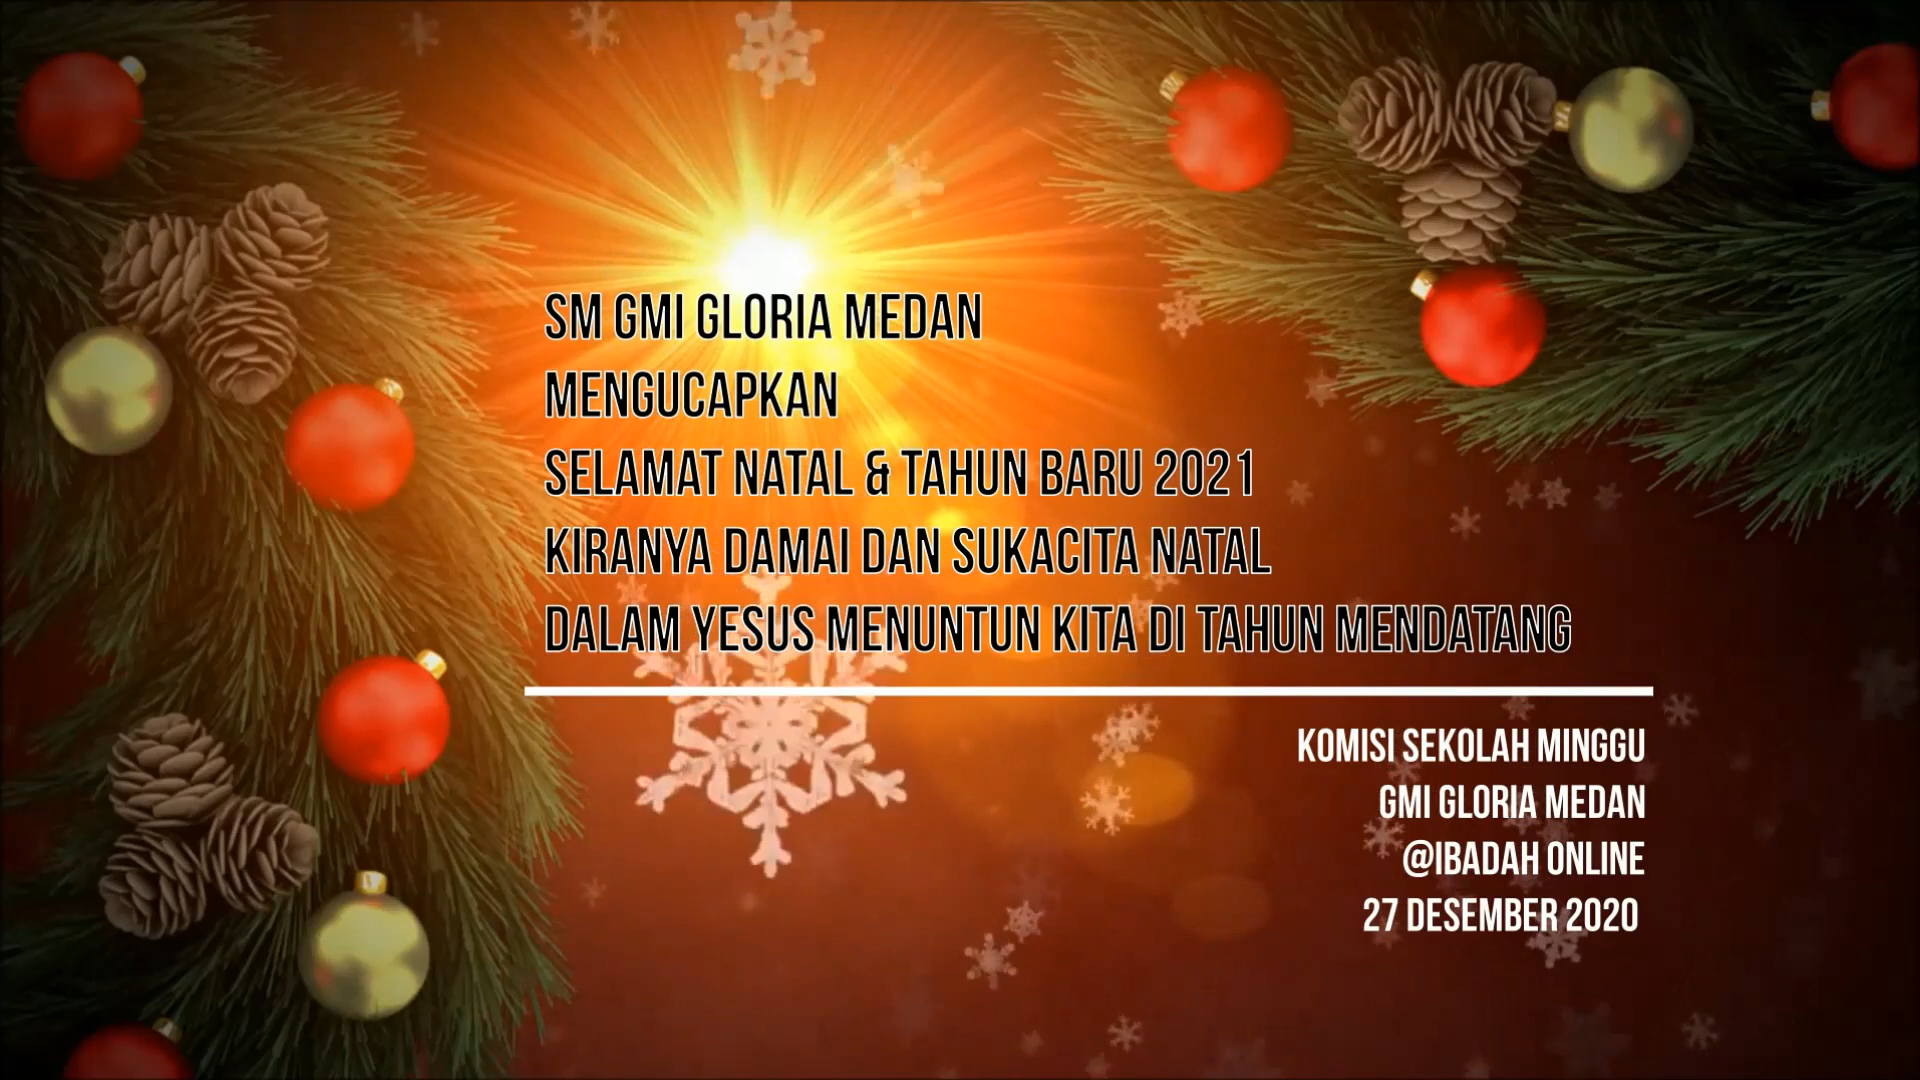 SM GMI GLORIA MEDAN
MENGUCAPKAN
SELAMAT NATAL & TAHUN BARU 2021
KIRANYA DAMAI DAN SUKACITA NATAL
DALAM YESUS MENUNTUN KITA DI TAHUN MENDATANG
KOMISI SEKOLAH MINGGU
GMI GLORIA MEDAN
@IBADAH ONLINE
27 DESEMBER 2020